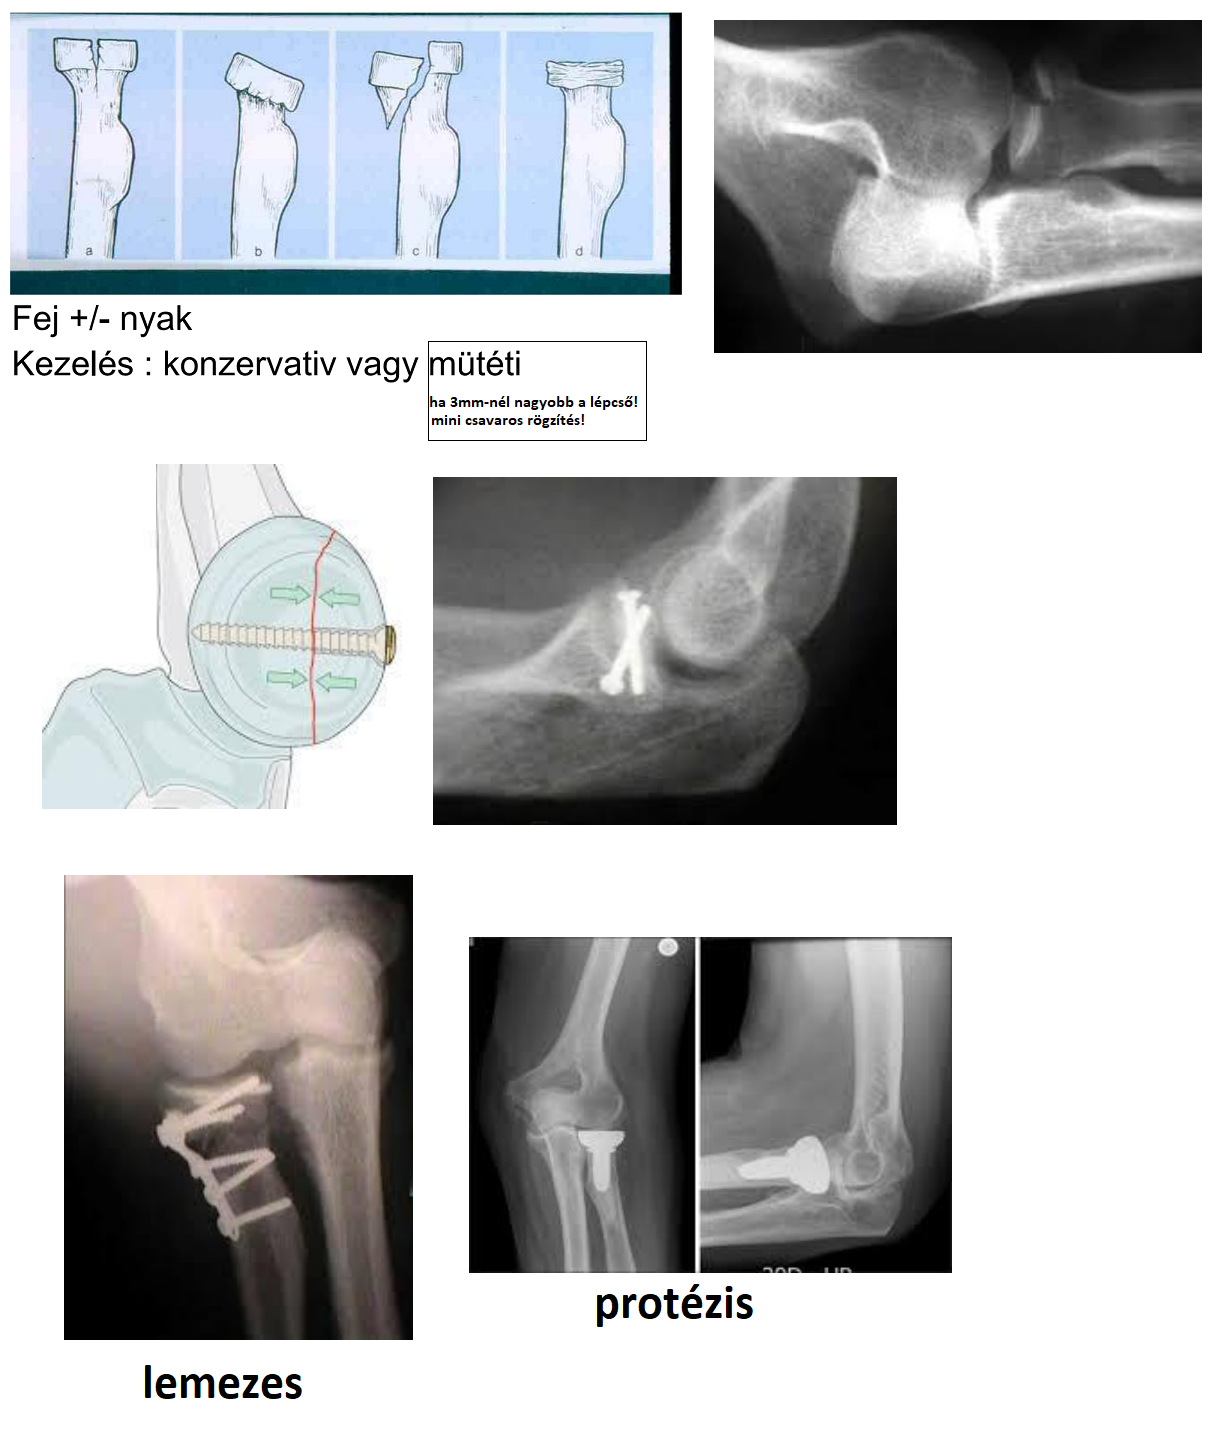 a b c d
Fej +/- nyak
Kezelés : konzervativ vagy mütéti
ha 3mm-nél nagyobb a lépcső!
mini csavaros rögzítés!
protézis
lemezes